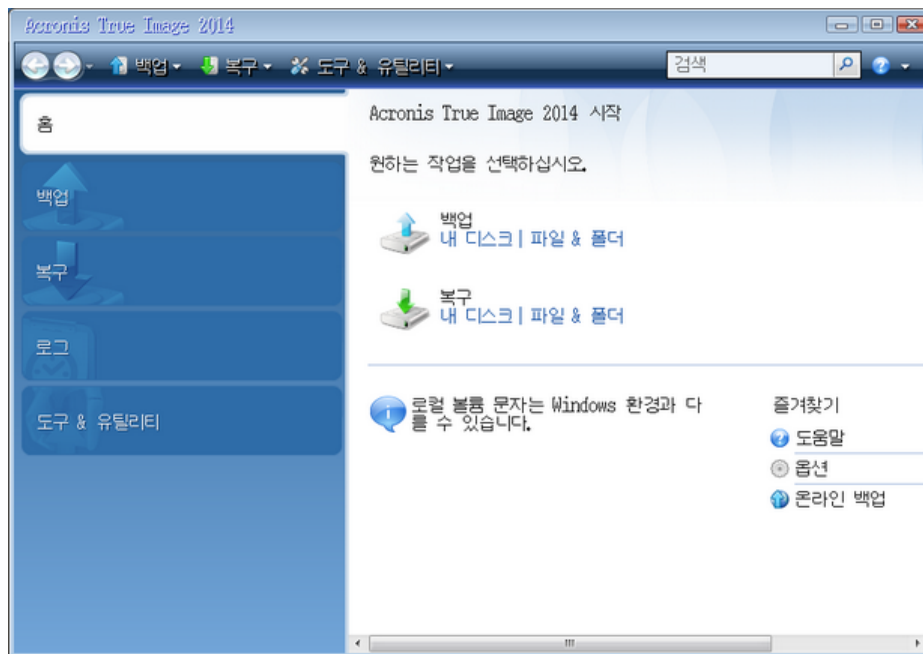 Acronis True Image 2014
백업 복구 도구 & 유틸리티 검색
홈
백업
복구
로그
도구 & 유틸리티
Acronis True Image 2014 시작
원하는 작업을 선택하십시오.
백업
내 디스크 | 파일 & 폴더
복구
내 디스크 | 파일 & 폴더
로컬 볼륨 문자는 Windows 환경과 다
를 수 있습니다.
즐겨찾기
도움말
옵션
온라인 백업